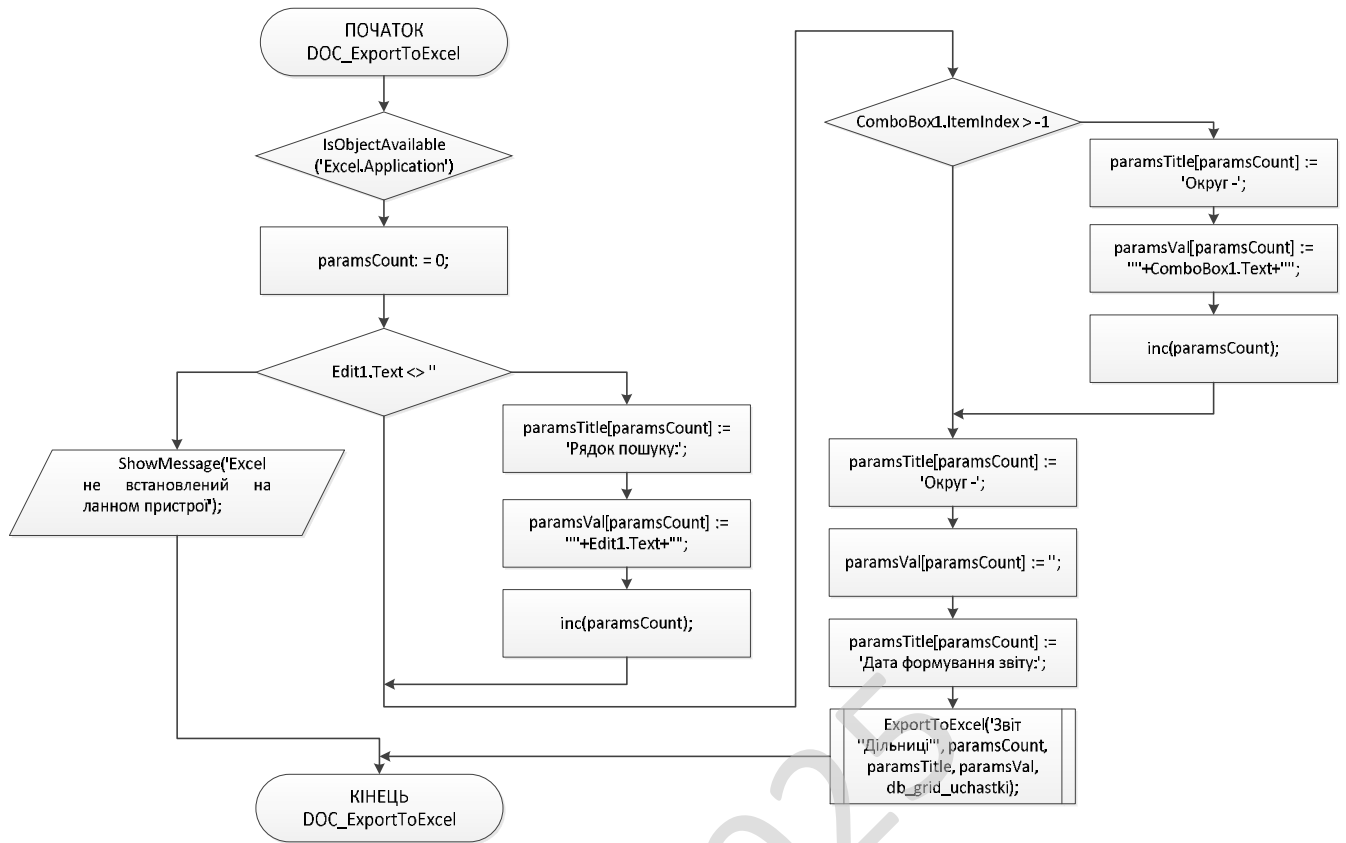 ПОЧАТОК
DOC_ExportToExcel
IsObjectAvailable
('Excel.Application')
paramsCount: = 0;
Edit1.Text <> ''
ShowMessage('Excel
не встановлений на
ланном пристрої');
paramsTitle[paramsCount] :=
'Рядок пошуку:';
paramsVal[paramsCount] :=
""+Edit1.Text+"";
inc(paramsCount);
КІНЕЦЬ
DOC_ExportToExcel
ComboBox1.ItemIndex > -1
paramsTitle[paramsCount] :=
'Округ -';
paramsVal[paramsCount] :=
""+ComboBox1.Text+"";
inc(paramsCount);
paramsTitle[paramsCount] :=
'Округ -';
paramsVal[paramsCount] := '';
paramsTitle[paramsCount] :=
'Дата формування звіту:';
ExportToExcel('Звіт
"Дільниці"', paramsCount,
paramsTitle, paramsVal,
db_grid_uchastki);
2025